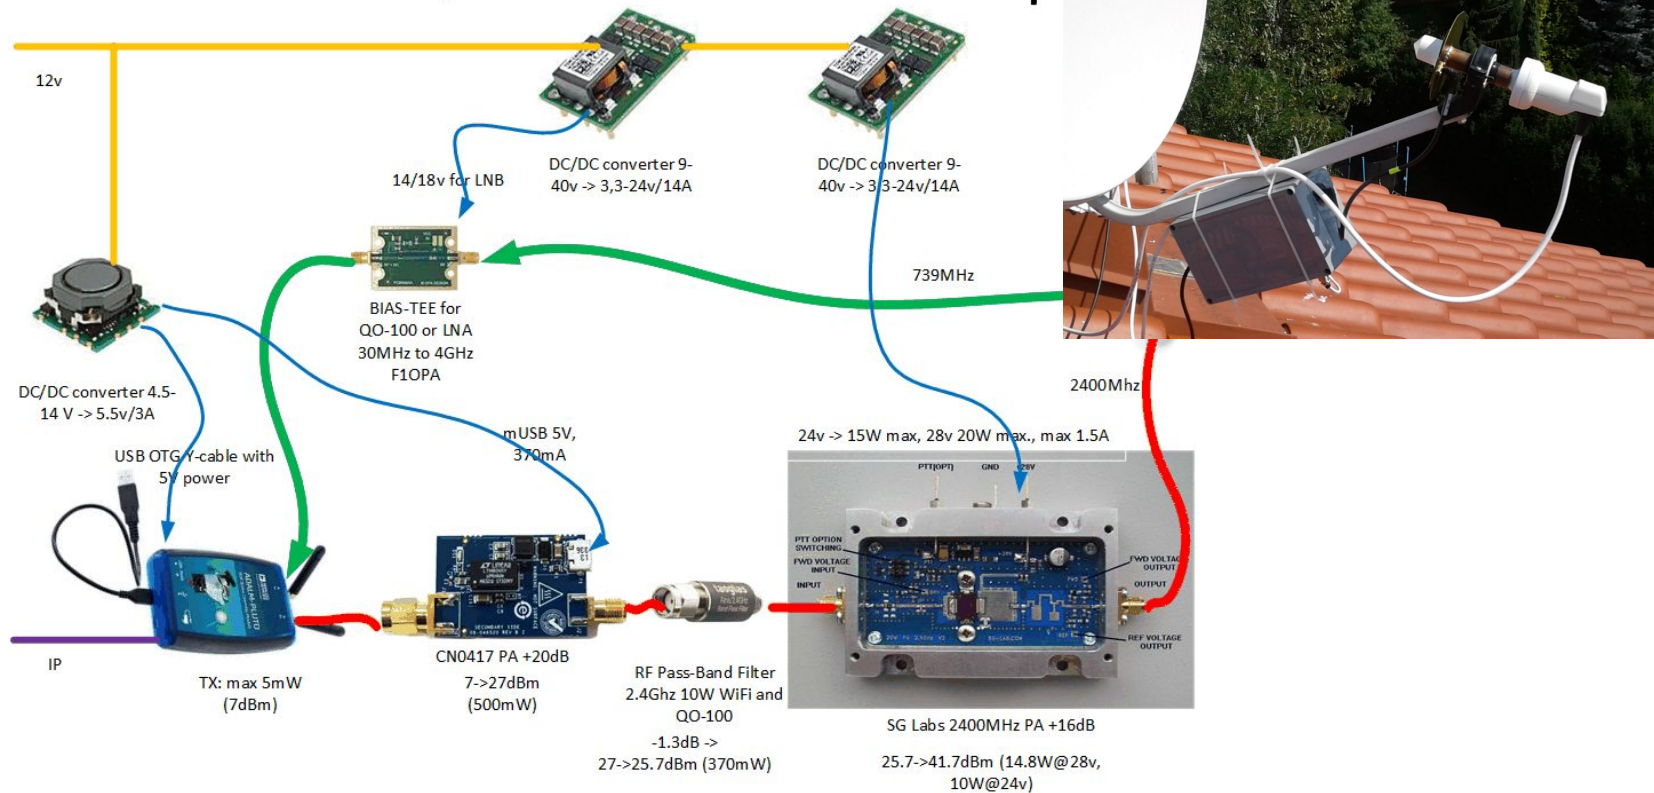 12v
DC/DC converter 9-
40v -> 3,3-24v/14A
DC/DC converter 9-
40v -> 3,3-24v/14A
14/18v for LNB
739MHz
BIAS-TEE for
QO-100 or LNA
30MHz to 4GHz
F1OPA
2400Mhz
DC/DC converter 4.5-
14 V -> 5.5v/3A
mUSB 5V,
370mA
24v -> 15W max, 28v 20W max., max 1.5A
USB OTG Y-cable with
5V power
PTT(OPT) GND +28V
PTT OPTION
SWITCHING
FWD VOLTAGE
INPUT
INPUT
FWD VOLTAGE
OUTPUT
OUTPUT
REF VOLTAGE
OUTPUT
ADALM-PLUTO
SECONDARY SIDE
IP
TX: max 5mW
(7dBm)
CN0417 PA +20dB
7->27dBm
(500mW)
RF Pass-Band Filter
2.4Ghz 10W WiFi and
QO-100
-1.3dB ->
27->25.7dBm (370mW)
SG Labs 2400MHz PA +16dB
25.7->41.7dBm (14.8W@28v,
10W@24v)